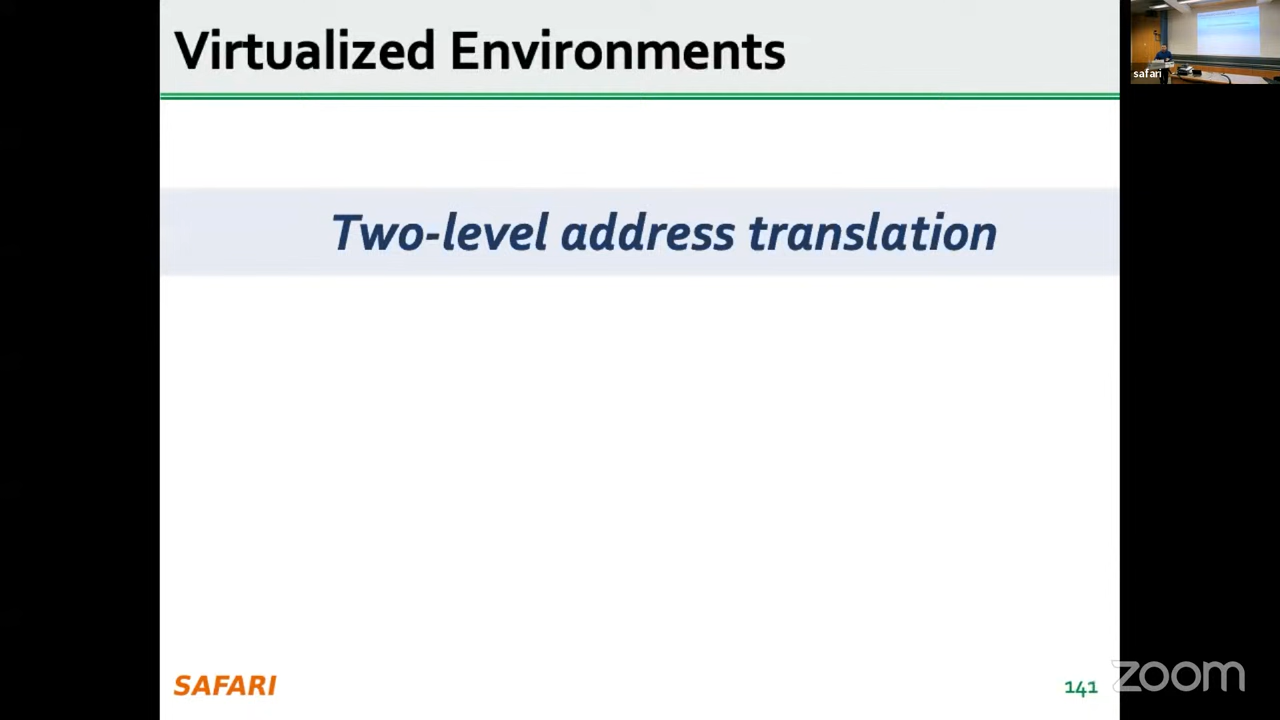 Virtualized Environments
safari
Two-level address translation
SAFARI
141
zoom